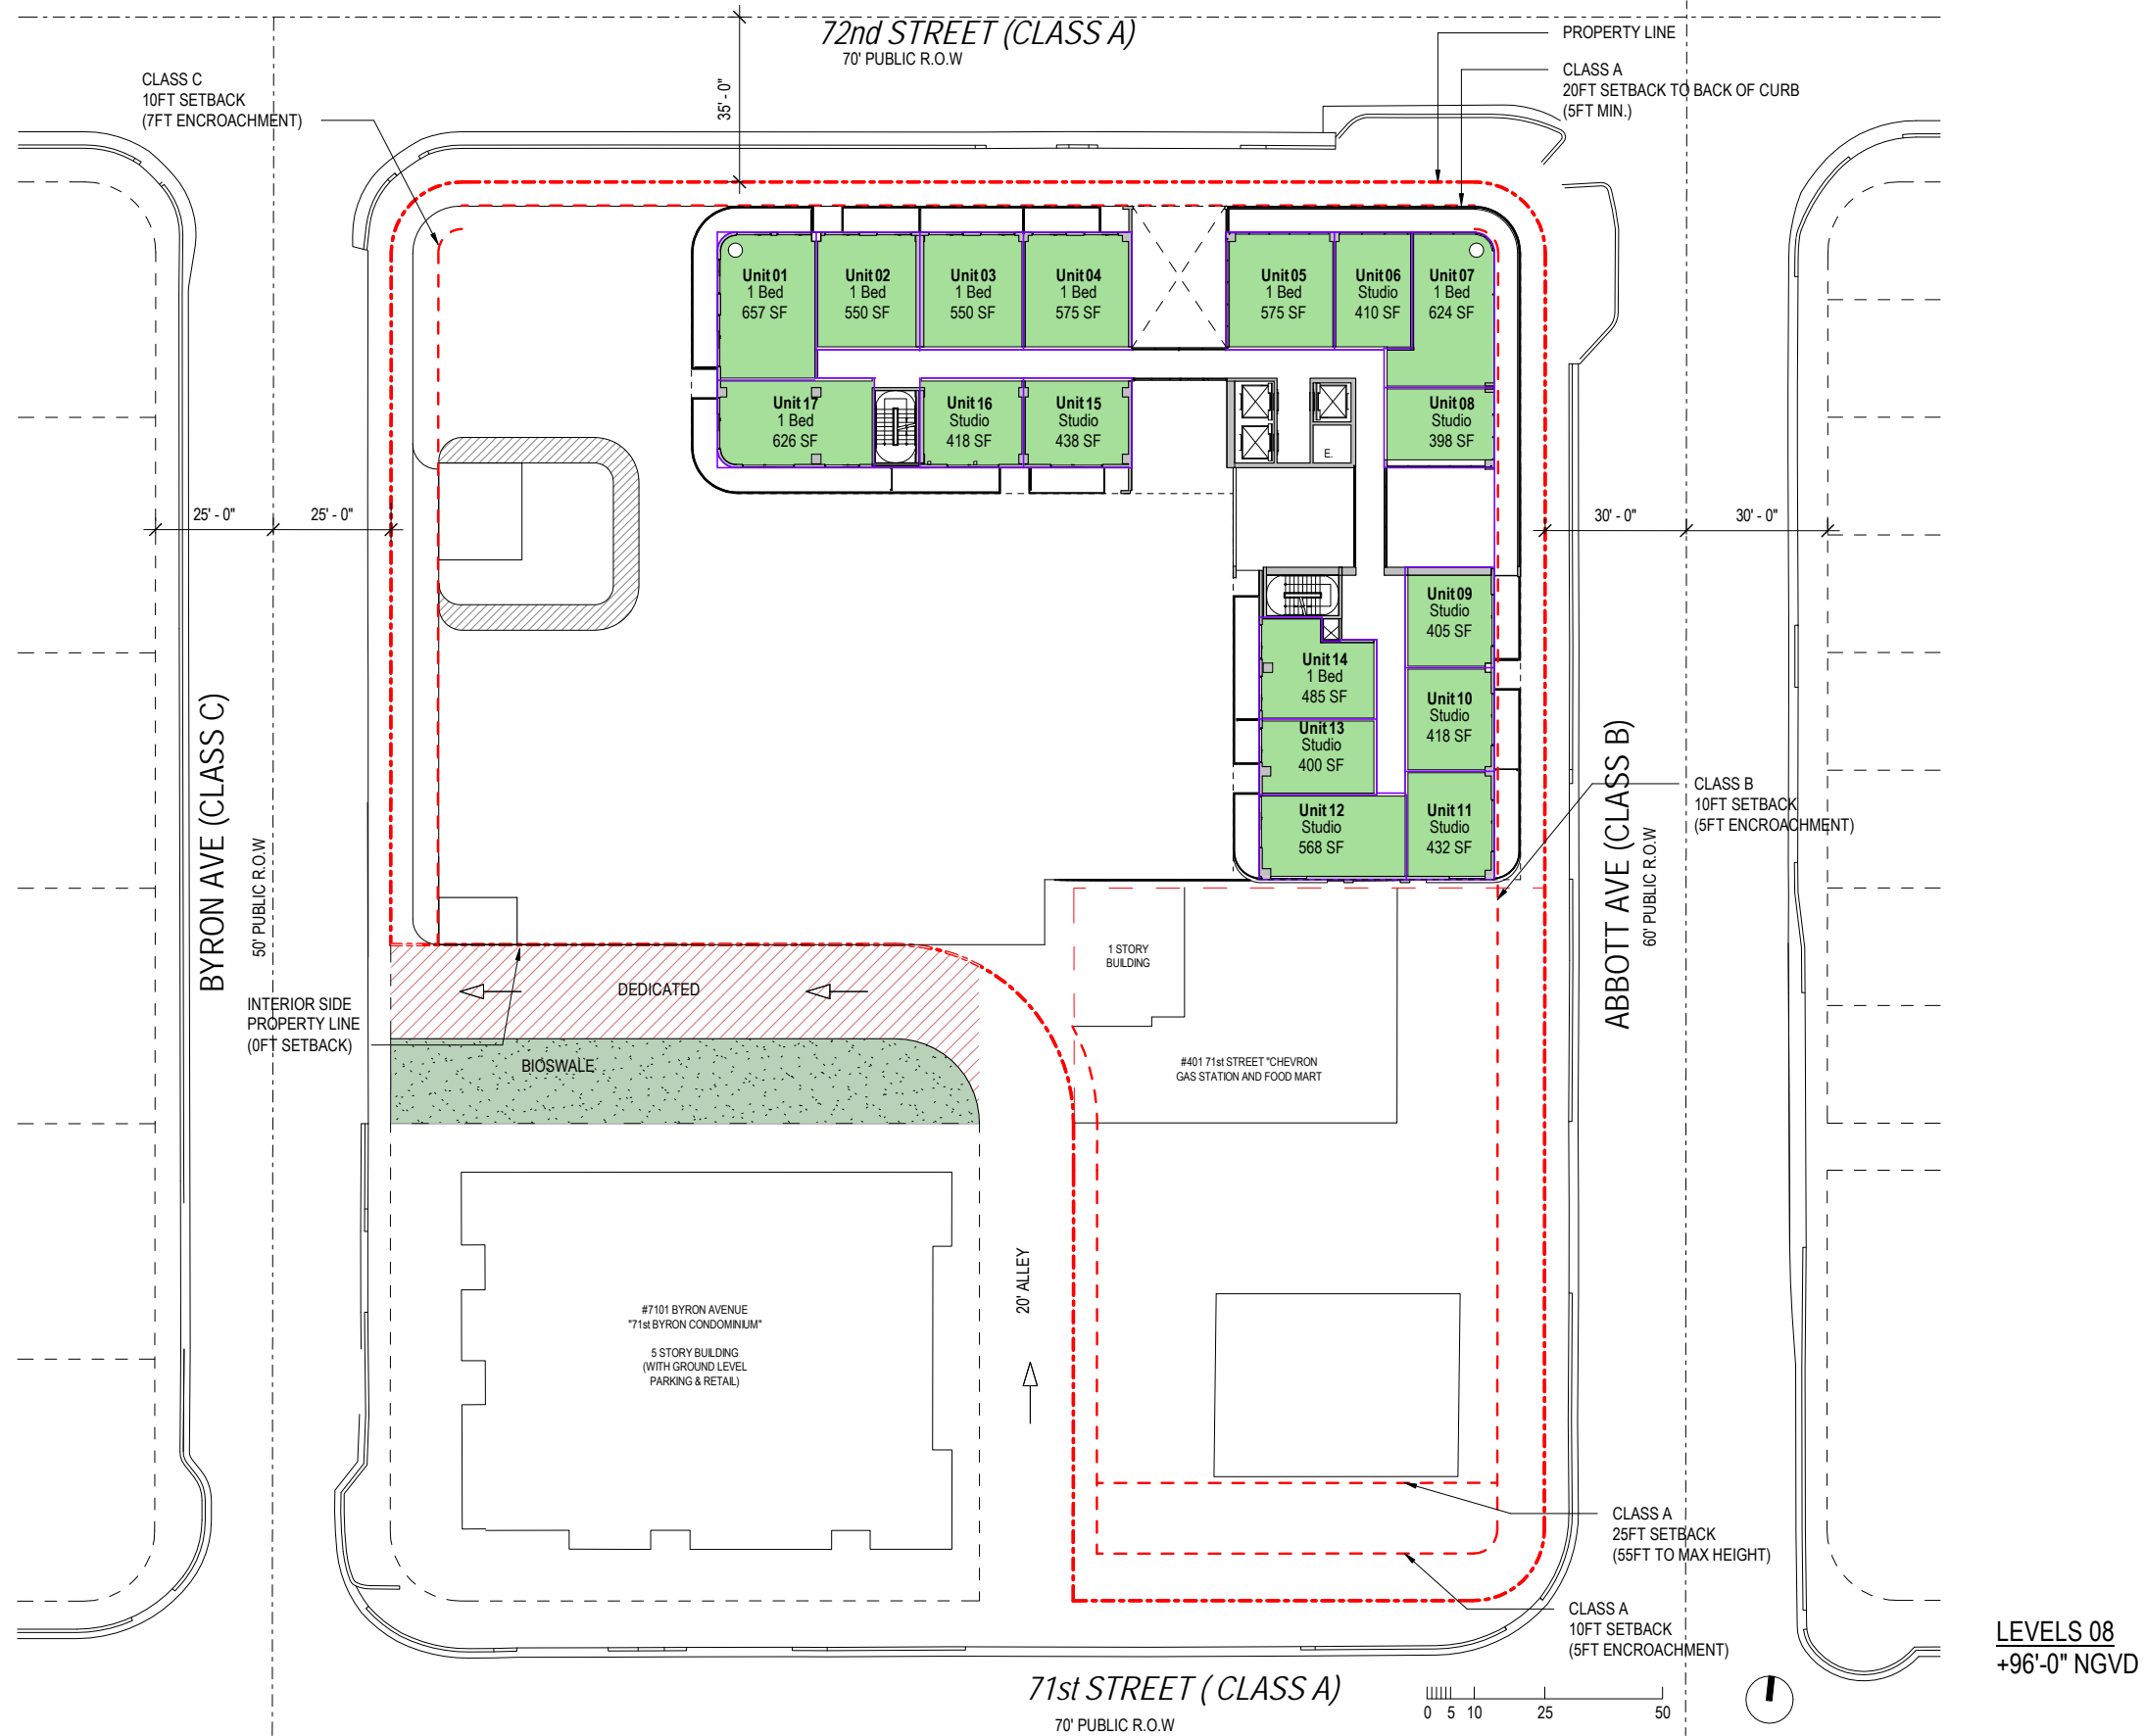 72nd STREET (CLASS A)
70' PUBLIC R.O.W
35' - 0"
PROPERTY LINE
CLASS A
20FT SETBACK TO BACK OF CURB
(5FT MIN.)
CLASS C
10FT SETBACK
(7FT ENCROACHMENT)
Unit 01
1 Bed
657 SF
Unit 02
1 Bed
550 SF
Unit 03
1 Bed
550 SF
Unit 04
1 Bed
575 SF
Unit 05
1 Bed
575 SF
Unit 06
Studio
410 SF
Unit 07
1 Bed
624 SF
Unit 17
1 Bed
626 SF
Unit 16
Studio
418 SF
Unit 15
Studio
438 SF
E.
Unit 08
Studio
398 SF
25' - 0"
25' - 0"
30' - 0"
30' - 0"
Unit 09
Studio
405 SF
Unit 14
1 Bed
485 SF
Unit 10
Studio
418 SF
Unit 13
Studio
400 SF
Unit 12
Studio
568 SF
Unit 11
Studio
432 SF
BYRON AVE (CLASS C)
50' PUBLIC R.O.W
ABBOTT AVE (CLASS B)
60' PUBLIC R.O.W
CLASS B
10FT SETBACK
(5FT ENCROACHMENT)
1 STORY
BUILDING
DEDICATED
INTERIOR SIDE
PROPERTY LINE
(0FT SETBACK)
BIOSWALE
#401 71st STREET "CHEVRON
GAS STATION AND FOOD MART
20' ALLEY
#7101 BYRON AVENUE
"71st BYRON CONDOMINIUM"
5 STORY BUILDING
(WITH GROUND LEVEL
PARKING & RETAIL)
CLASS A
25FT SETBACK
(55FT TO MAX HEIGHT)
CLASS A
10FT SETBACK
(5FT ENCROACHMENT)
71st STREET ( CLASS A)
70' PUBLIC R.O.W
0 5 10 25 50
LEVELS 08
+96'-0" NGVD